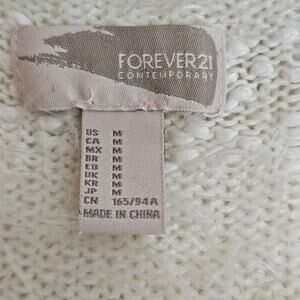 FOREVER21
CONTEMPORARY
US M
CA M
MX M
BR M
EU M
UK M
KR M
JP M
CN 165/94A
MADE IN CHINA